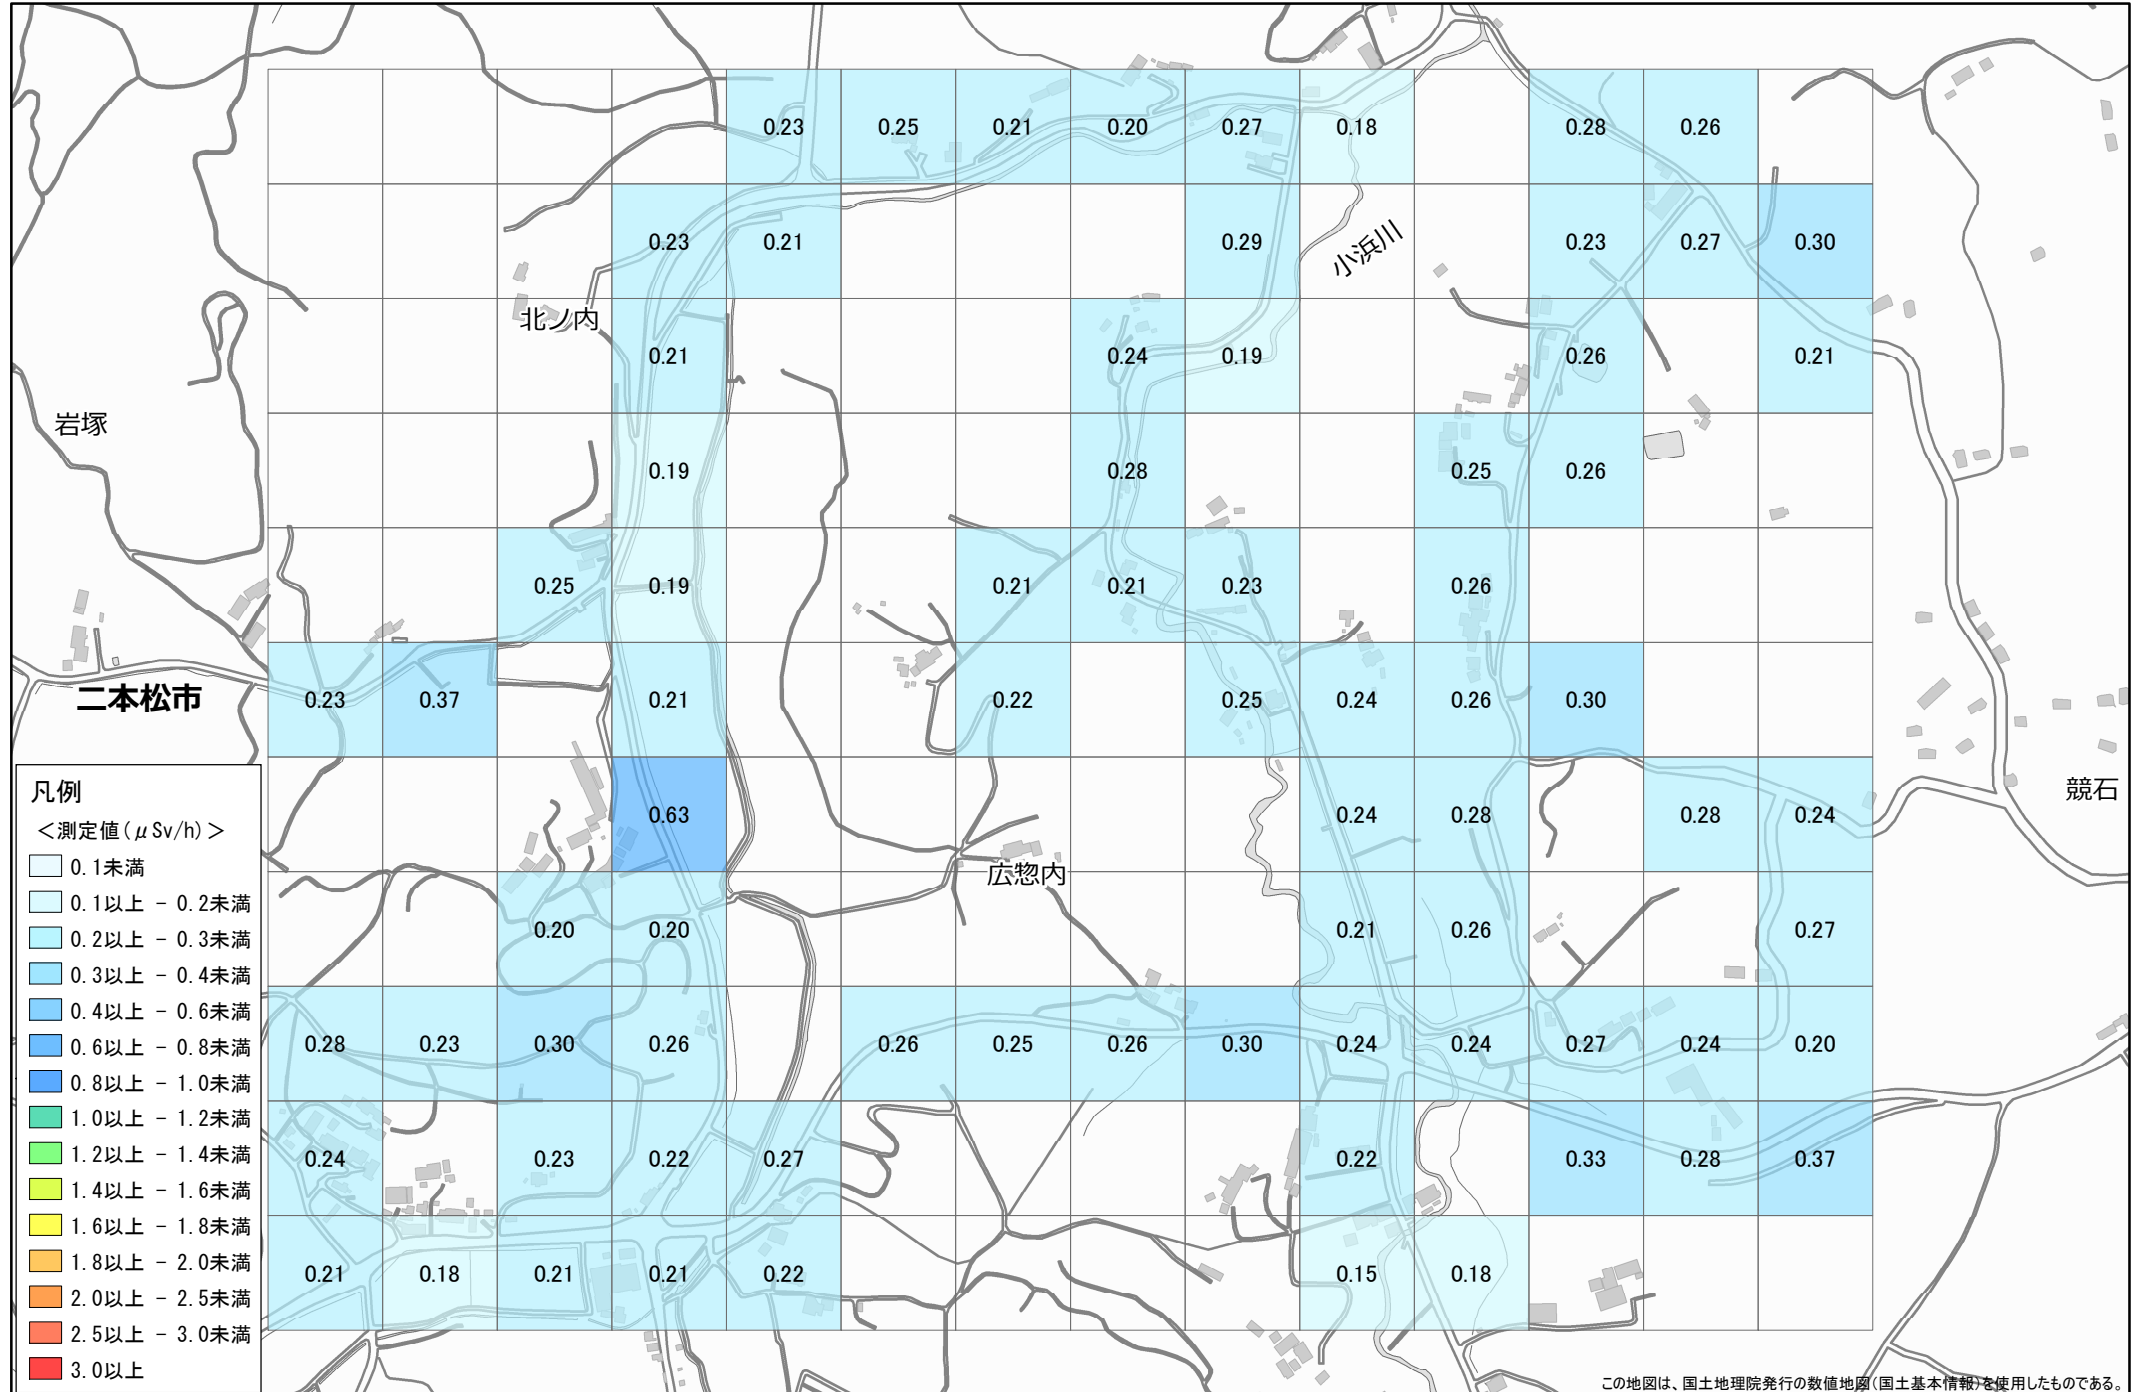 0.23 0.25 0.21 0.20 0.27 0.18 0.28 0.26
0.23 0.21 0.29 0.23 0.27 0.30
小浜川
北ノ内
0.21 0.24 0.19 0.26 0.21
岩塚
0.19 0.28 0.25 0.26
0.25 0.19 0.21 0.21 0.23 0.26
二本松市
0.23 0.37 0.21 0.22 0.25 0.24 0.26 0.30
競石
0.63 0.24 0.28 0.28 0.24
広惣内
0.20 0.20 0.21 0.26 0.27
0.28 0.23 0.30 0.26 0.26 0.25 0.26 0.30 0.24 0.24 0.27 0.24 0.20
0.24 0.23 0.22 0.27 0.22 0.33 0.28 0.37
0.21 0.18 0.21 0.21 0.22 0.15 0.18
凡例
＜測定値(μSv/h)＞
0.1未満
0.1以上 - 0.2未満
0.2以上 - 0.3未満
0.3以上 - 0.4未満
0.4以上 - 0.6未満
0.6以上 - 0.8未満
0.8以上 - 1.0未満
1.0以上 - 1.2未満
1.2以上 - 1.4未満
1.4以上 - 1.6未満
1.6以上 - 1.8未満
1.8以上 - 2.0未満
2.0以上 - 2.5未満
2.5以上 - 3.0未満
3.0以上
この地図は、国土地理院発行の数値地図(国土基本情報)を使用したものである。